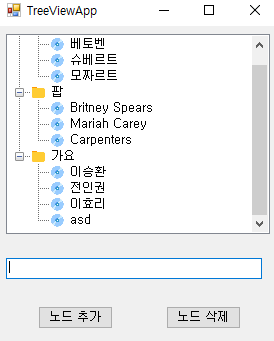 TreeViewApp
베토벤
슈베르트
모짜르트
팝
Britney Spears
Mariah Carey
Carpenters
가요
이승환
전인권
이효리
asd
노드 추가
노드 삭제